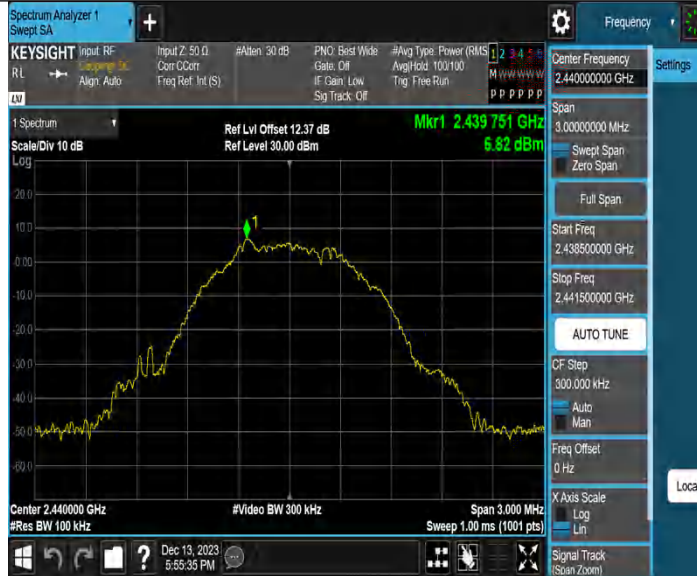 Spectrum Analyzer 1
Swept SA
Frequency
KEYSIGHT
RL
Input: RF
Coupling: DC
Align: Auto
Input Z: 50 Ω
Corr CCorr
Freq Ref: Int (S)
#Atten: 30 dB
PNO: Best Wide
Gate: Off
IF Gain: Low
Sig Track: Off
#Avg Type: Power (RMS
Avg|Hold: 100/100
Trig: Free Run
1 2 3 4 5 6
M W W W W W
P P P P P P
1 Spectrum
Scale/Div 10 dB
Log
Ref Lvl Offset 12.37 dB
Ref Level 30.00 dBm
Mkr1 2.439 751 GHz
6.82 dBm
1
20.0
10.0
0.00
-10.0
-20.0
-30.0
-40.0
-50.0
-60.0
Center 2.440000 GHz
#Res BW 100 kHz
#Video BW 300 kHz
Span 3.000 MHz
Sweep 1.00 ms (1001 pts)
Dec 13, 2023
5:55:35 PM
?
Center Frequency
2.440000000 GHz
Settings
Span
3.00000000 MHz
Swept Span
Zero Span
Full Span
Start Freq
2.438500000 GHz
Stop Freq
2.441500000 GHz
AUTO TUNE
CF Step
300.000 kHz
Auto
Man
Freq Offset
0 Hz
X Axis Scale
Log
Lin
Signal Track
(Span Zoom)
Loca